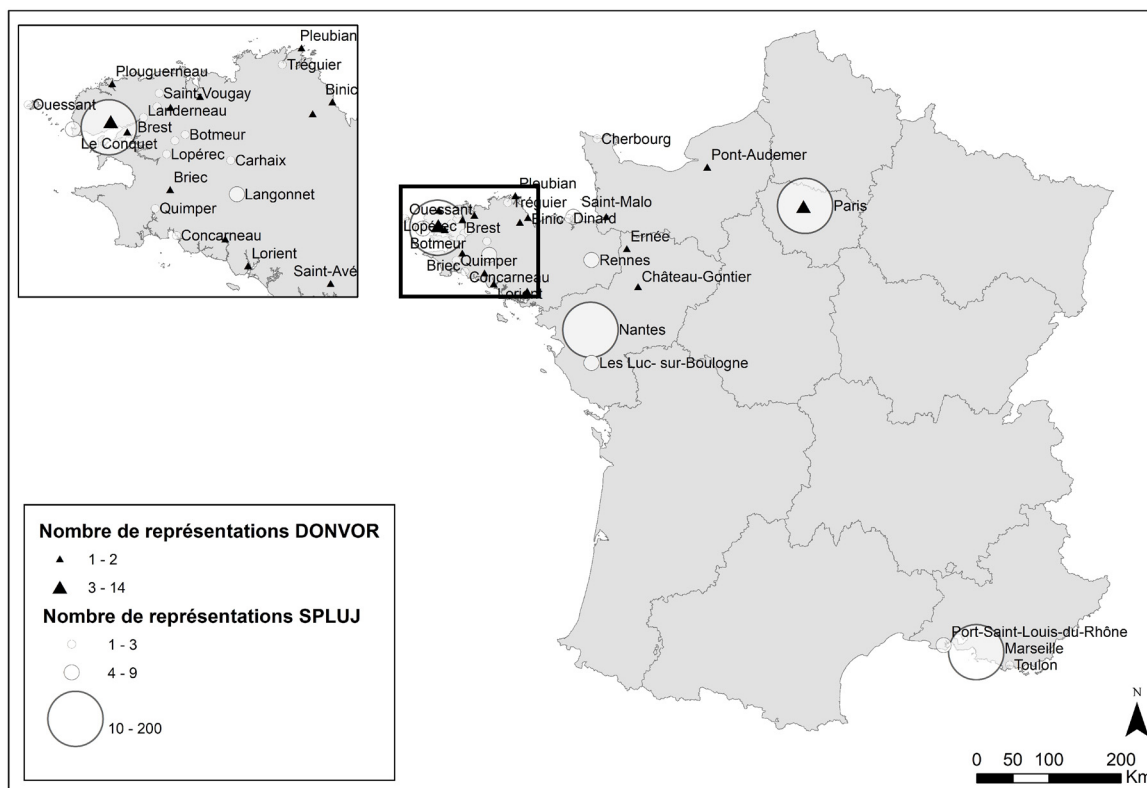 Pleubian
Tréguier
Plouguerneau
Binic
Saint-Vougay
Ouessant
Landerneau
Brest
Botmeur
Le Conquet
Lopérec
Carhaix
Briec
Langonnet
Quimper
Concarneau
Lorient
Saint-Avé
Cherbourg
Pont-Audemer
Pleubian
Tréguier
Saint-Malo
Paris
Ouessant
Binic
Dinard
Lopérec
Brest
Botmeur
Ernée
Quimper
Rennes
Briec
Concarneau
Château-Gontier
Lorient
Nantes
Les Luc- sur-Boulogne
Nombre de représentations DONVOR
1 - 2
3 - 14
Nombre de représentations SPLUJ
1 - 3
4 - 9
10 - 200
Port-Saint-Louis-du-Rhône
Marseille
Toulon
N
0 50 100 200
Km